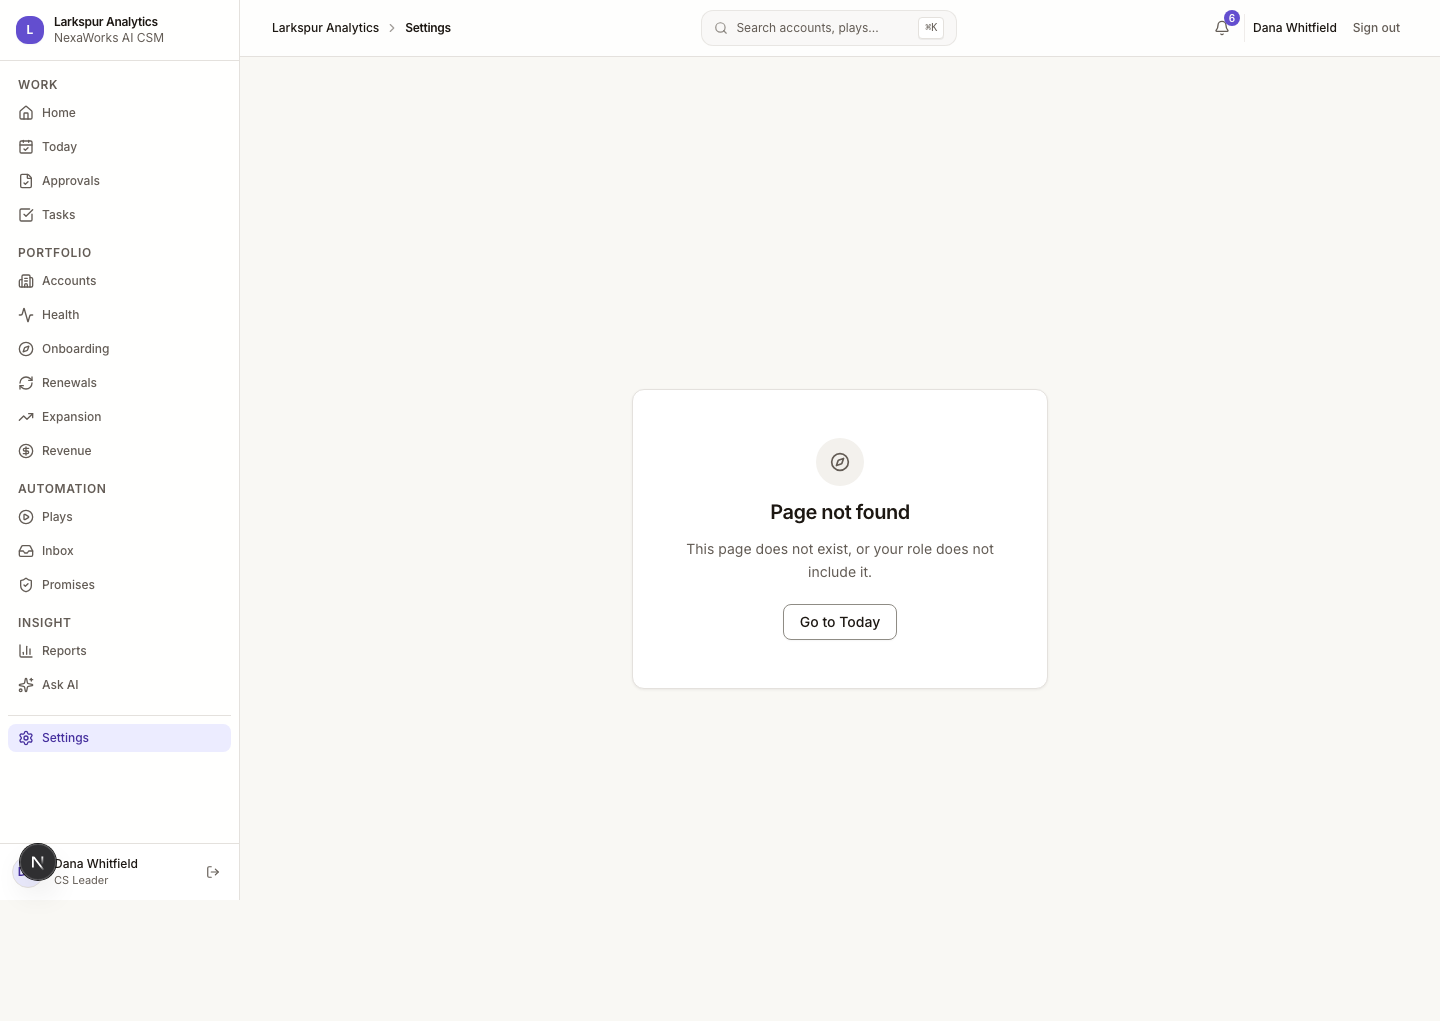 L
Larkspur Analytics
NexaWorks AI CSM
Larkspur Analytics > Settings
Search accounts, plays... ⌘K
6
Dana Whitfield
Sign out
WORK
Home
Today
Approvals
Tasks
PORTFOLIO
Accounts
Health
Onboarding
Renewals
Expansion
Revenue
AUTOMATION
Plays
Inbox
Promises
INSIGHT
Reports
Ask AI
Settings
N
Dana Whitfield
CS Leader
Page not found
This page does not exist, or your role does not
include it.
Go to Today